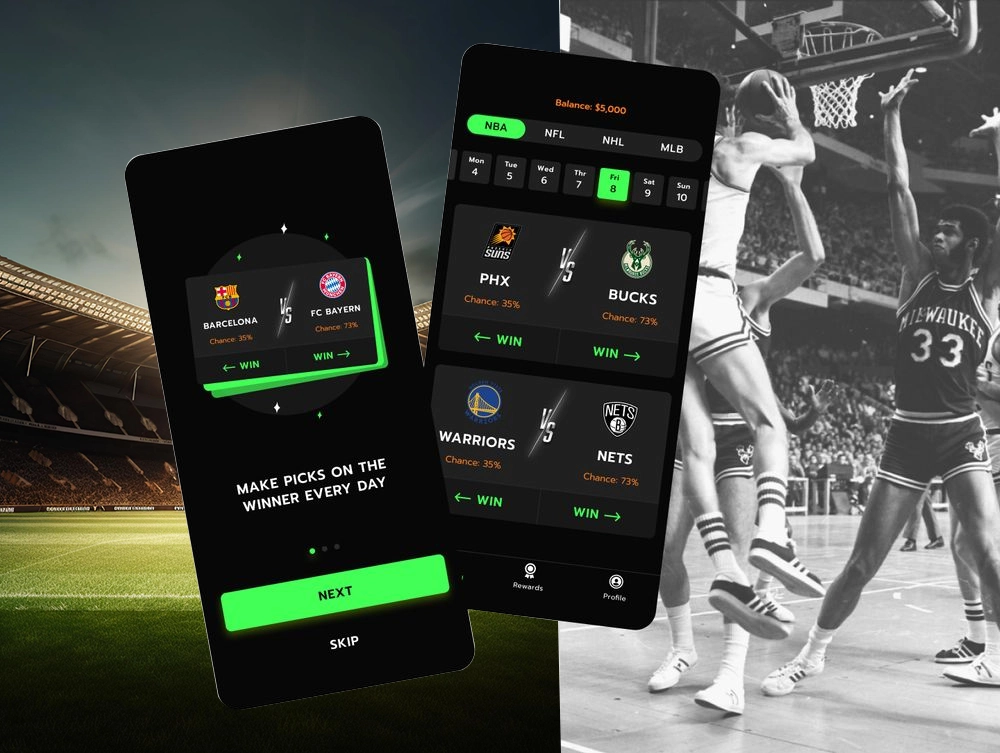 BARCELONA
Chance: 35%
VS
FC BAYERN
Chance: 73%
← WIN
WIN →
MAKE PICKS ON THE
WINNER EVERY DAY
NEXT
SKIP
Balance: $5,000
NBA NFL NHL MLB
Mon Tue Wed Thr Fri Sat Sun
4 5 6 7 8 9 10
SUNS
PHX
Chance: 35%
VS
BUCKS
Chance: 73%
← WIN
WIN →
WARRIORS
Chance: 35%
VS
NETS
B
NETS
Chance: 73%
← WIN
WIN →
Rewards
Profile
MILWAUKEE
33